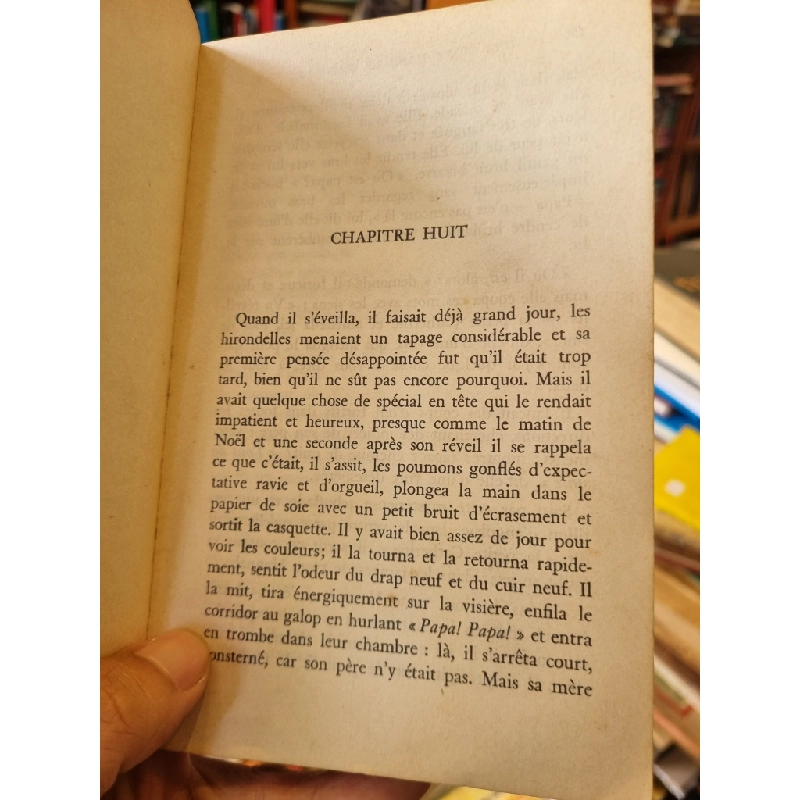 CHAPITRE HUIT
Quand il s'éveilla, il faisait déjà grand jour, les
hirondelles menaient un tapage considérable et sa
première pensée désappointée fut qu'il était trop
tard, bien qu'il ne sût pas encore pourquoi. Mais il
avait quelque chose de spécial en tête qui le rendait
impatient et heureux, presque comme le matin de
Noël et une seconde après son réveil il se rappela
ce que c'était, il s'assit, les poumons gonflés d'expec-
tative ravie et d'orgueil, plongea la main dans le
papier de soie avec un petit bruit d'écrasement et
sortit la casquette. Il y avait bien assez de jour pour
voir les couleurs; il la tourna et la retourna rapide-
ment, sentit l'odeur du drap neuf et du cuir neuf. Il
la mit, tira énergiquement sur la visière, enfila le
corridor au galop en hurlant « Papa! Papa! » et entra
en trombe dans leur chambre : là, il s'arrêta court,
onsterné, car son père n'y était pas. Mais sa mère